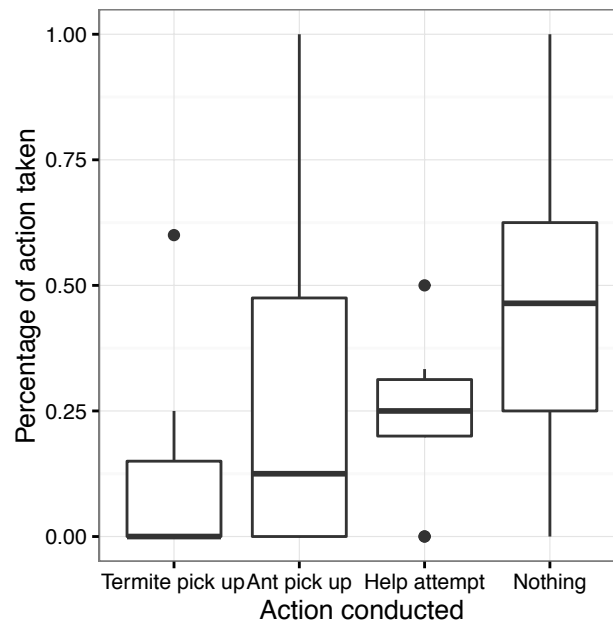 Percentage of action taken
1.00
0.75
0.50
0.25
0.00
Termite pick up Ant pick up Help attempt Nothing
Action conducted